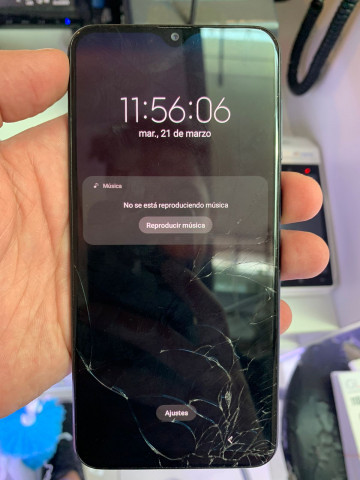 11:56:06
mar., 21 de marzo
Música
No se está reproduciendo música
Reproducir música
Ajustes